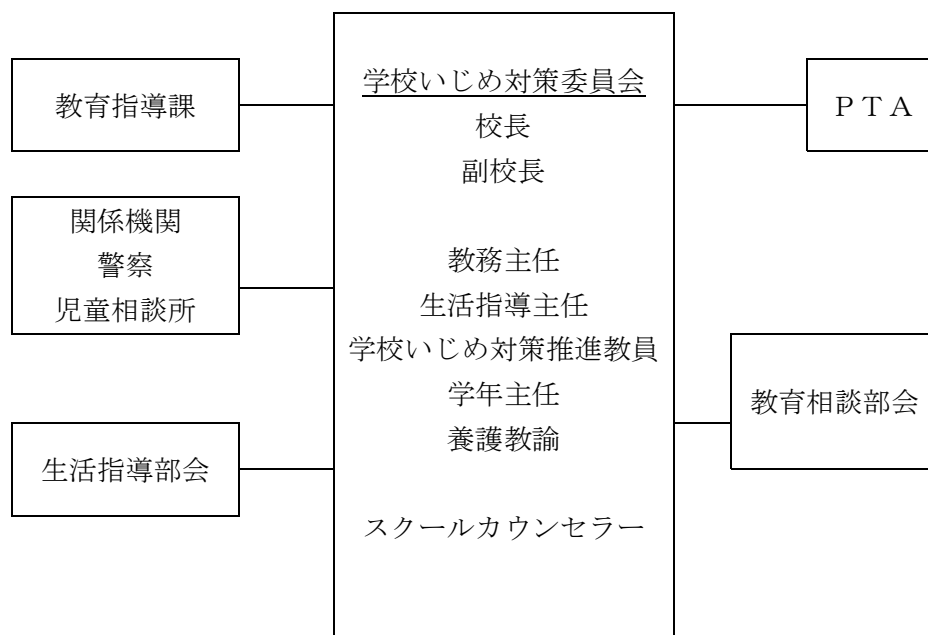 教育指導課
関係機関
警察
児童相談所
生活指導部会
学校いじめ対策委員会
校長
副校長
教務主任
生活指導主任
学校いじめ対策推進教員
学年主任
養護教諭
スクールカウンセラー
ＰＴＡ
教育相談部会